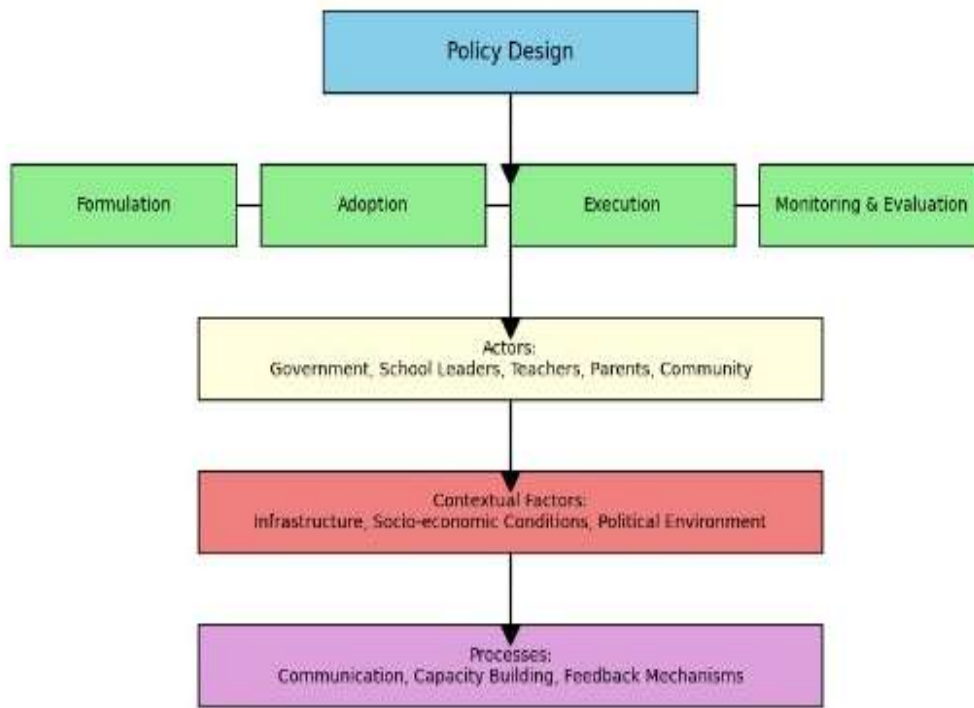 Policy Design
Formulation
Adoption
Execution
Monitoring & Evaluation
Actors:
Government, School Leaders, Teachers, Parents, Community
Contextual Factors:
Infrastructure, Socio-economic Conditions, Political Environment
Processes:
Communication, Capacity Building, Feedback Mechanisms